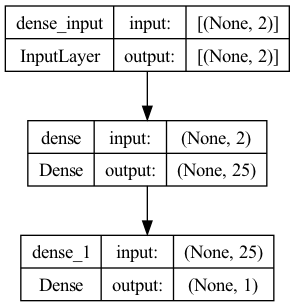 dense_input input: [(None, 2)]
InputLayer output: [(None, 2)]
dense input: (None, 2)
Dense output: (None, 25)
dense_1 input: (None, 25)
Dense output: (None, 1)